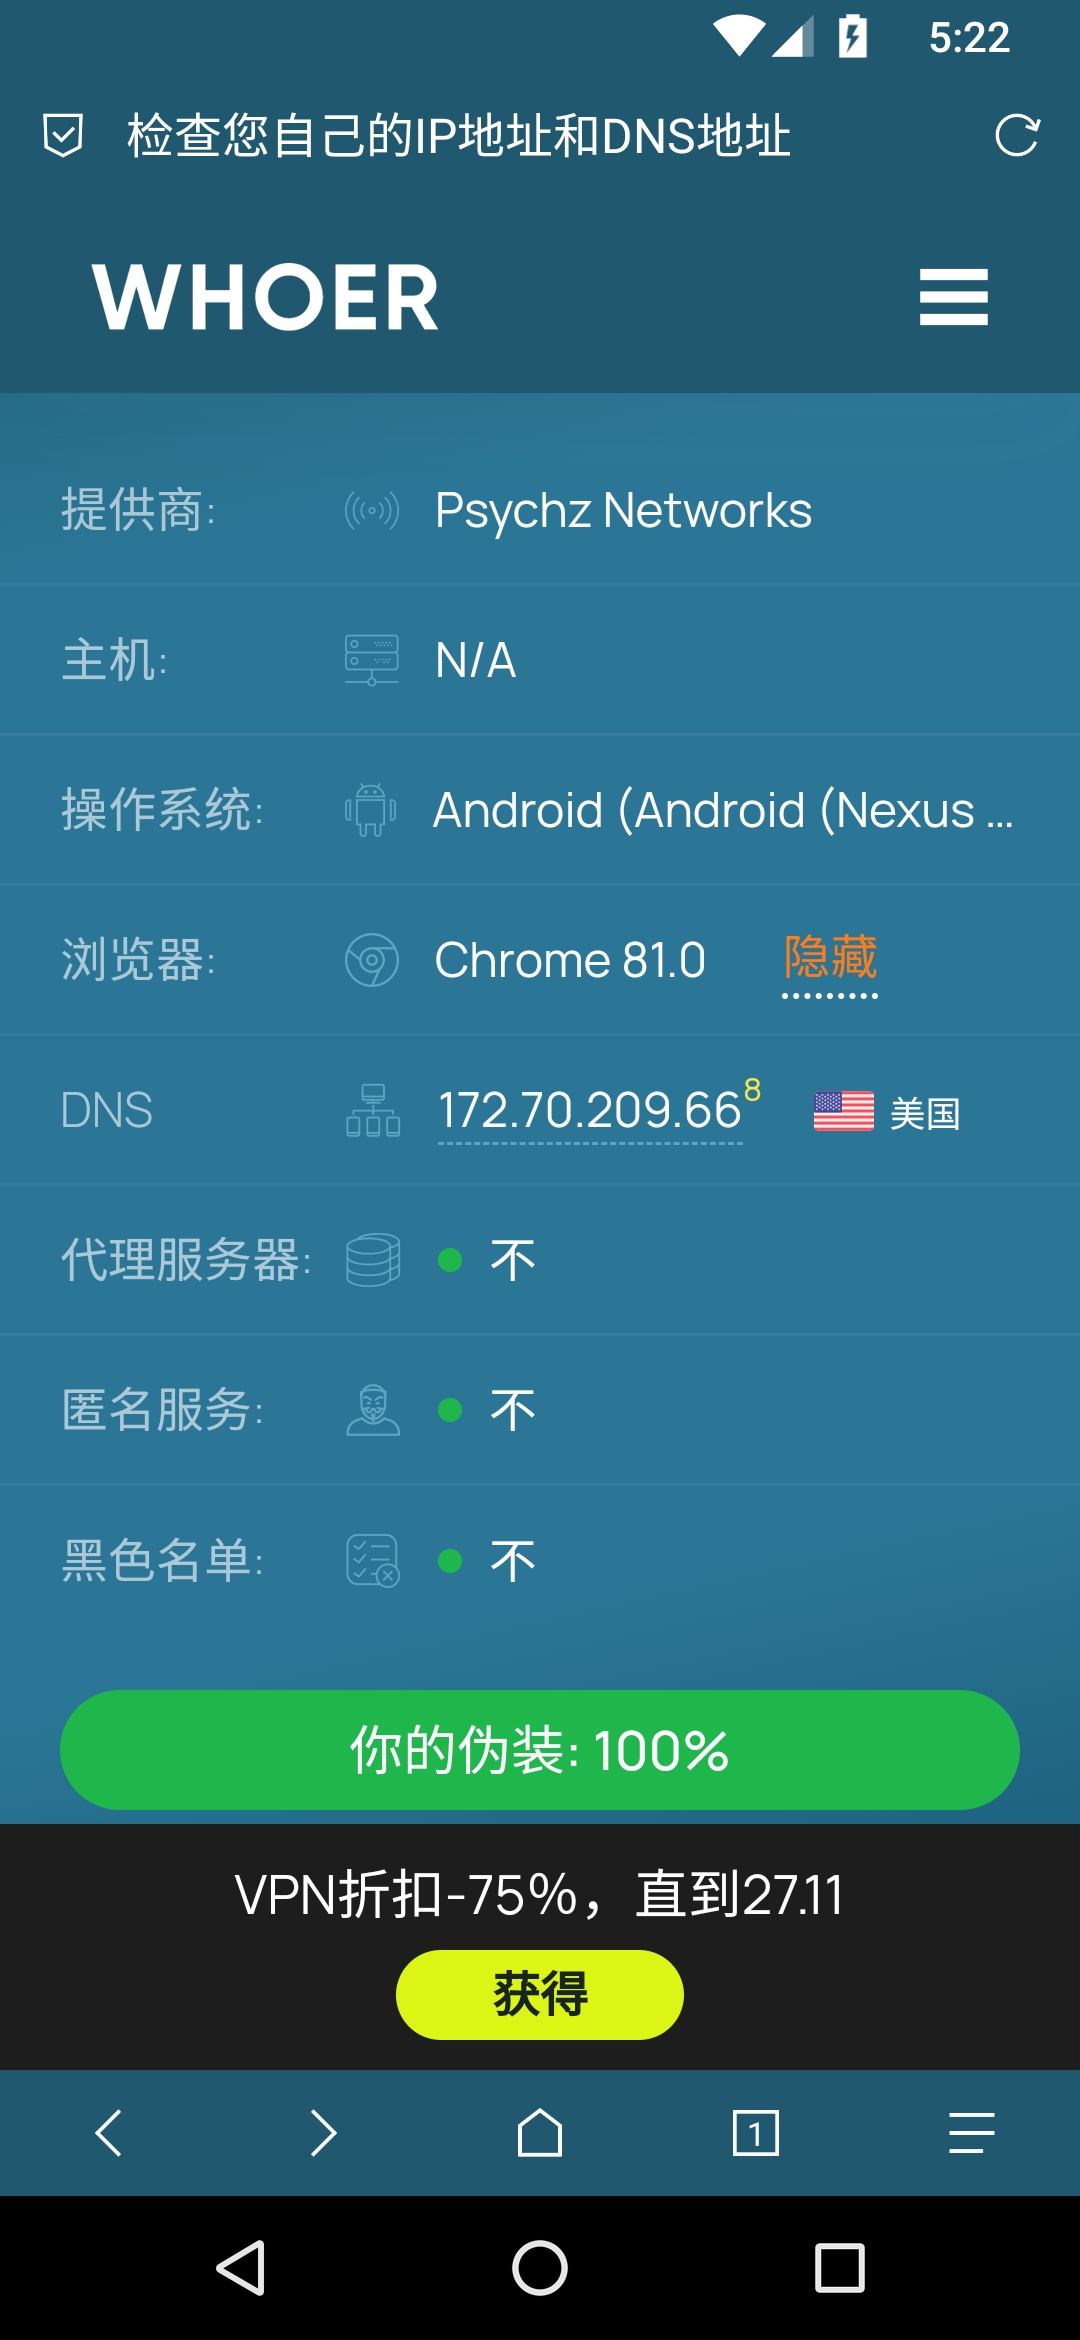 5:22
检查您自己的IP地址和DNS地址
WHOER
提供商: Psychz Networks
主机: N/A
操作系统: Android (Android (Nexus ...
浏览器: Chrome 81.0 隐藏
DNS 172.70.209.66 8 美国
代理服务器: 不
匿名服务: 不
黑色名单: 不
你的伪装: 100%
VPN折扣-75%，直到27.11
获得
1